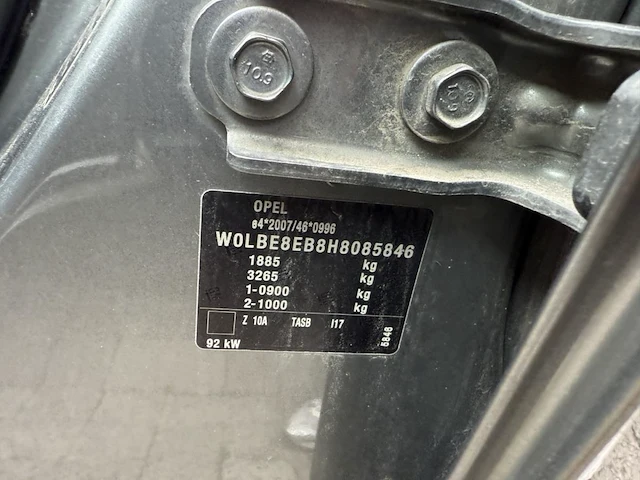 10.9
10.9
OPEL
e4*2007/46*0996
W0LBE8EB8H8085846
1885 kg
3265 kg
1-0900 kg
2-1000 kg
Z 10A TASB I17
5846
92 kW